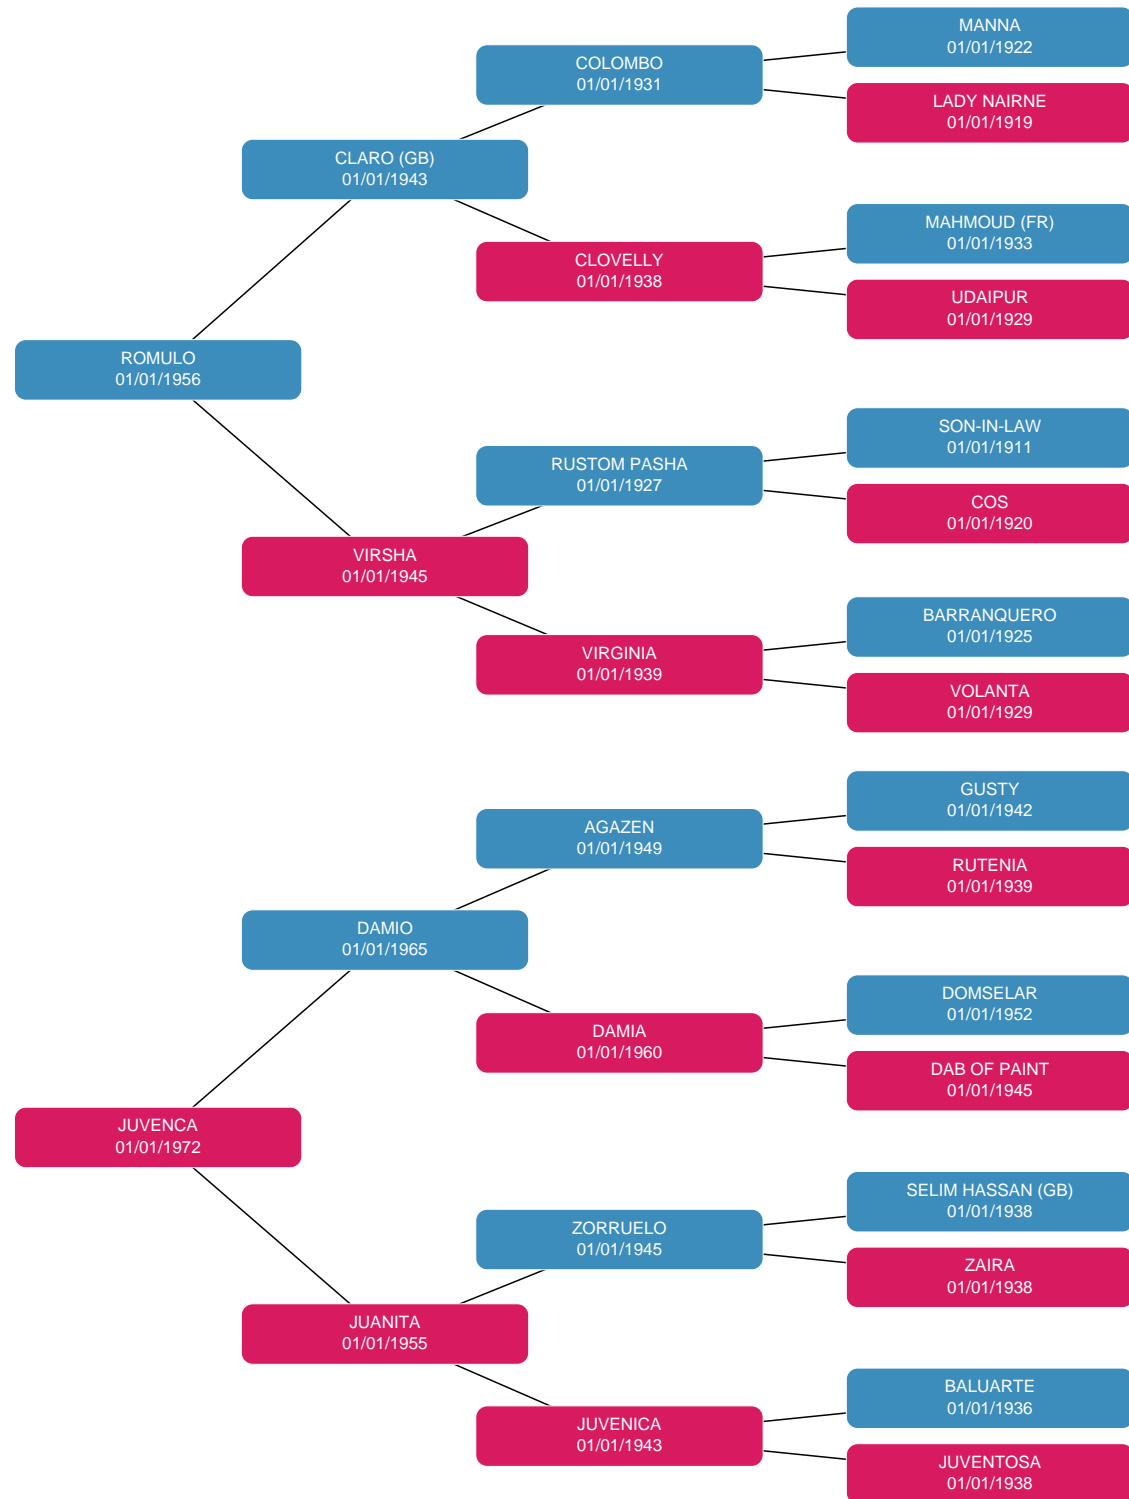 MANNA
01/01/1922
COLOMBO
01/01/1931
LADY NAIRNE
01/01/1919
CLARO (GB)
01/01/1943
MAHMOUD (FR)
01/01/1933
CLOVELLY
01/01/1938
UDAIPUR
01/01/1929
ROMULO
01/01/1956
SON-IN-LAW
01/01/1911
RUSTOM PASHA
01/01/1927
COS
01/01/1920
VIRSHA
01/01/1945
BARRANQUERO
01/01/1925
VIRGINIA
01/01/1939
VOLANTA
01/01/1929
GUSTY
01/01/1942
AGAZEN
01/01/1949
RUTENIA
01/01/1939
DAMIO
01/01/1965
DOMSELAR
01/01/1952
DAMIA
01/01/1960
DAB OF PAINT
01/01/1945
JUVENCA
01/01/1972
SELIM HASSAN (GB)
01/01/1938
ZORRUELO
01/01/1945
ZAIRA
01/01/1938
JUANITA
01/01/1955
BALUARTE
01/01/1936
JUVENICA
01/01/1943
JUVENTOSA
01/01/1938